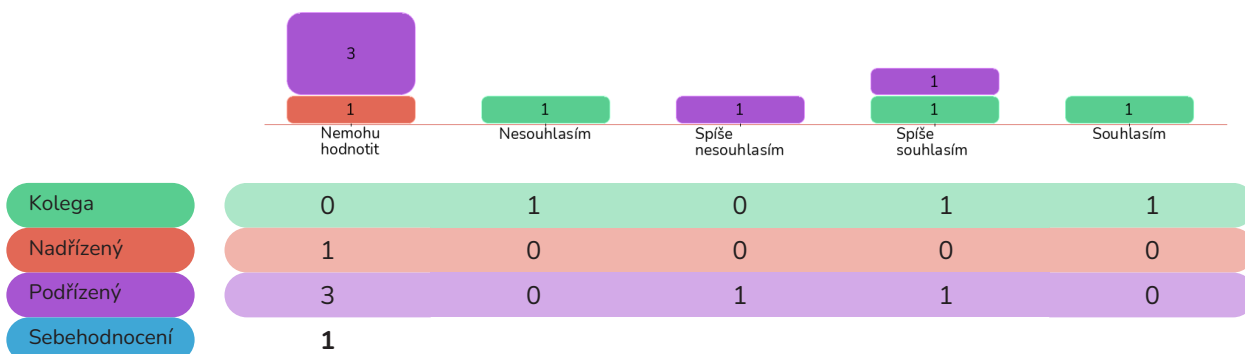 3
1
1
1
1
1
1
Nemohu
hodnotit
Nesouhlasím
Spíše
nesouhlasím
Spíše
souhlasím
Souhlasím
Kolega 0 1 0 1 1
Nadřízený 1 0 0 0 0
Podřízený 3 0 1 1 0
Sebehodnocení 1